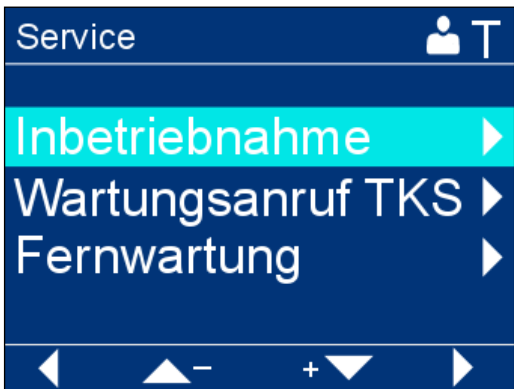 Service T
Inbetriebnahme
Wartungsanruf TKS
Fernwartung
- +